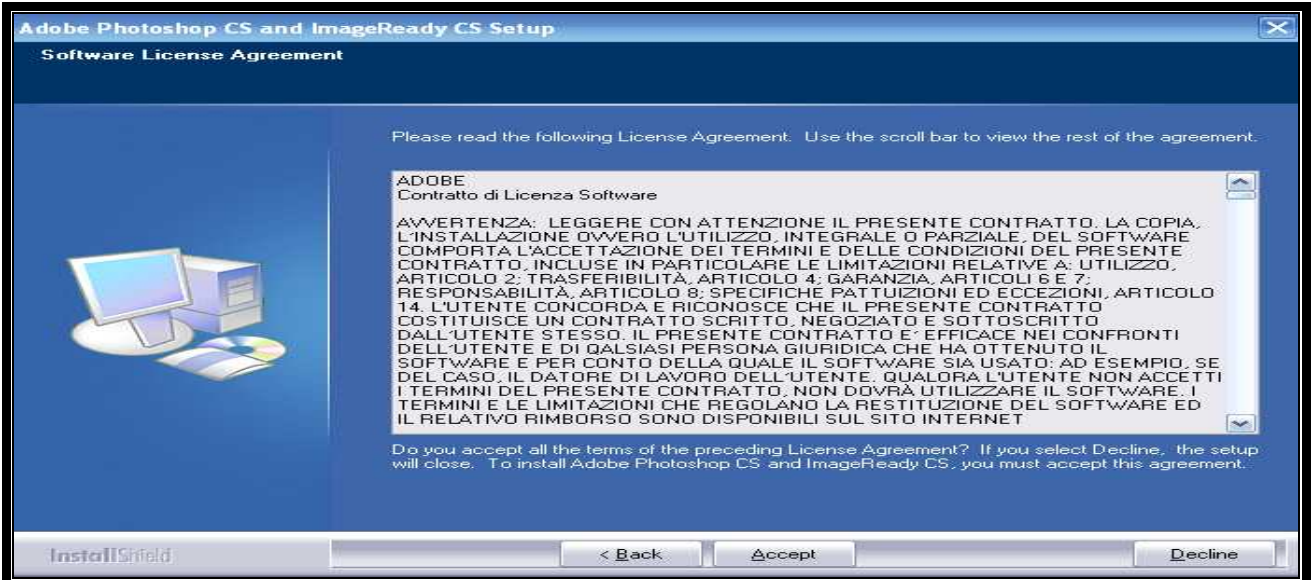 Adobe Photoshop CS and ImageReady CS Setup
Software License Agreement
Please read the following License Agreement. Use the scroll bar to view the rest of the agreement.
ADOBE
Contratto di Licenza Software
AVVERTENZA: LEGGERE CON ATTENZIONE IL PRESENTE CONTRATTO. LA COPIA,
L'INSTALLAZIONE OVVERO L'UTILIZZO, INTEGRALE O PARZIALE, DEL SOFTWARE
COMPORTA L'ACCETTAZIONE DEI TERMINI E DELLE CONDIZIONI DEL PRESENTE
CONTRATTO, INCLUSE IN PARTICOLARE LE LIMITAZIONI RELATIVE A: UTILIZZO,
ARTICOLO 2; TRASFERIBILITÀ, ARTICOLO 4; GARANZIA, ARTICOLI 6 E 7;
RESPONSABILITÀ, ARTICOLO 8; SPECIFICHE PATTUIZIONI ED ECCEZIONI, ARTICOLO
14. L'UTENTE CONCORDA E RICONOSCE CHE IL PRESENTE CONTRATTO
COSTITUISCE UN CONTRATTO SCRITTO, NEGOZIATO E SOTTOSCRITTO
DALL'UTENTE STESSO. IL PRESENTE CONTRATTO E' EFFICACE NEI CONFRONTI
DELL'UTENTE E DI QALSIASI PERSONA GIURIDICA CHE HA OTTENUTO IL
SOFTWARE E PER CONTO DELLA QUALE IL SOFTWARE SIA USATO: AD ESEMPIO, SE
DEL CASO, IL DATORE DI LAVORO DELL'UTENTE. QUALORA L'UTENTE NON ACCETTI
I TERMINI DEL PRESENTE CONTRATTO, NON DOVRÀ UTILIZZARE IL SOFTWARE. I
TERMINI E LE LIMITAZIONI CHE REGOLANO LA RESTITUZIONE DEL SOFTWARE ED
IL RELATIVO RIMBORSO SONO DISPONIBILI SUL SITO INTERNET
Do you accept all the terms of the preceding License Agreement? If you select Decline, the setup
will close. To install Adobe Photoshop CS and ImageReady CS, you must accept this agreement.
InstallShield
< Back
Accept
Decline